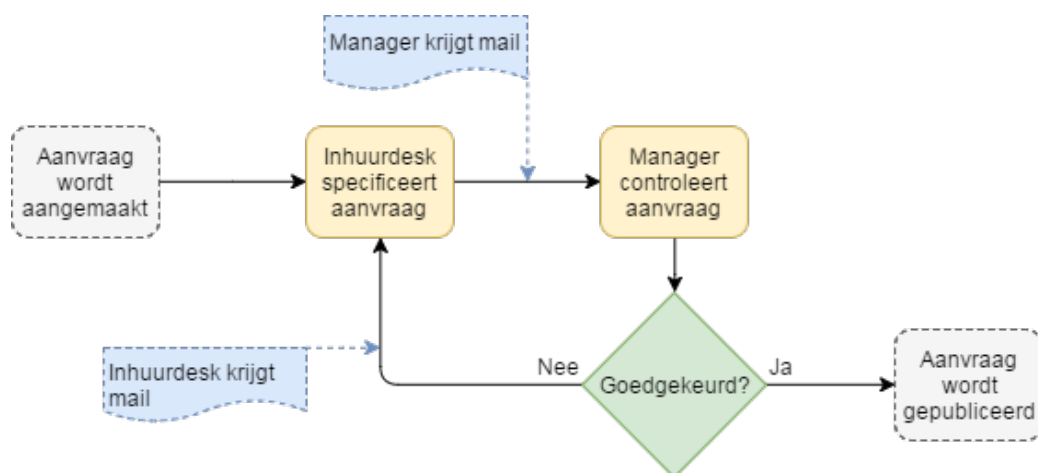 Manager krijgt mail
Aanvraag
wordt
aangemaakt
Inhuurdesk
specificeert
aanvraag
Manager
controleert
aanvraag
Inhuurdesk krijgt
mail
Nee
Goedgekeurd?
Ja
Aanvraag
wordt
gepubliceerd